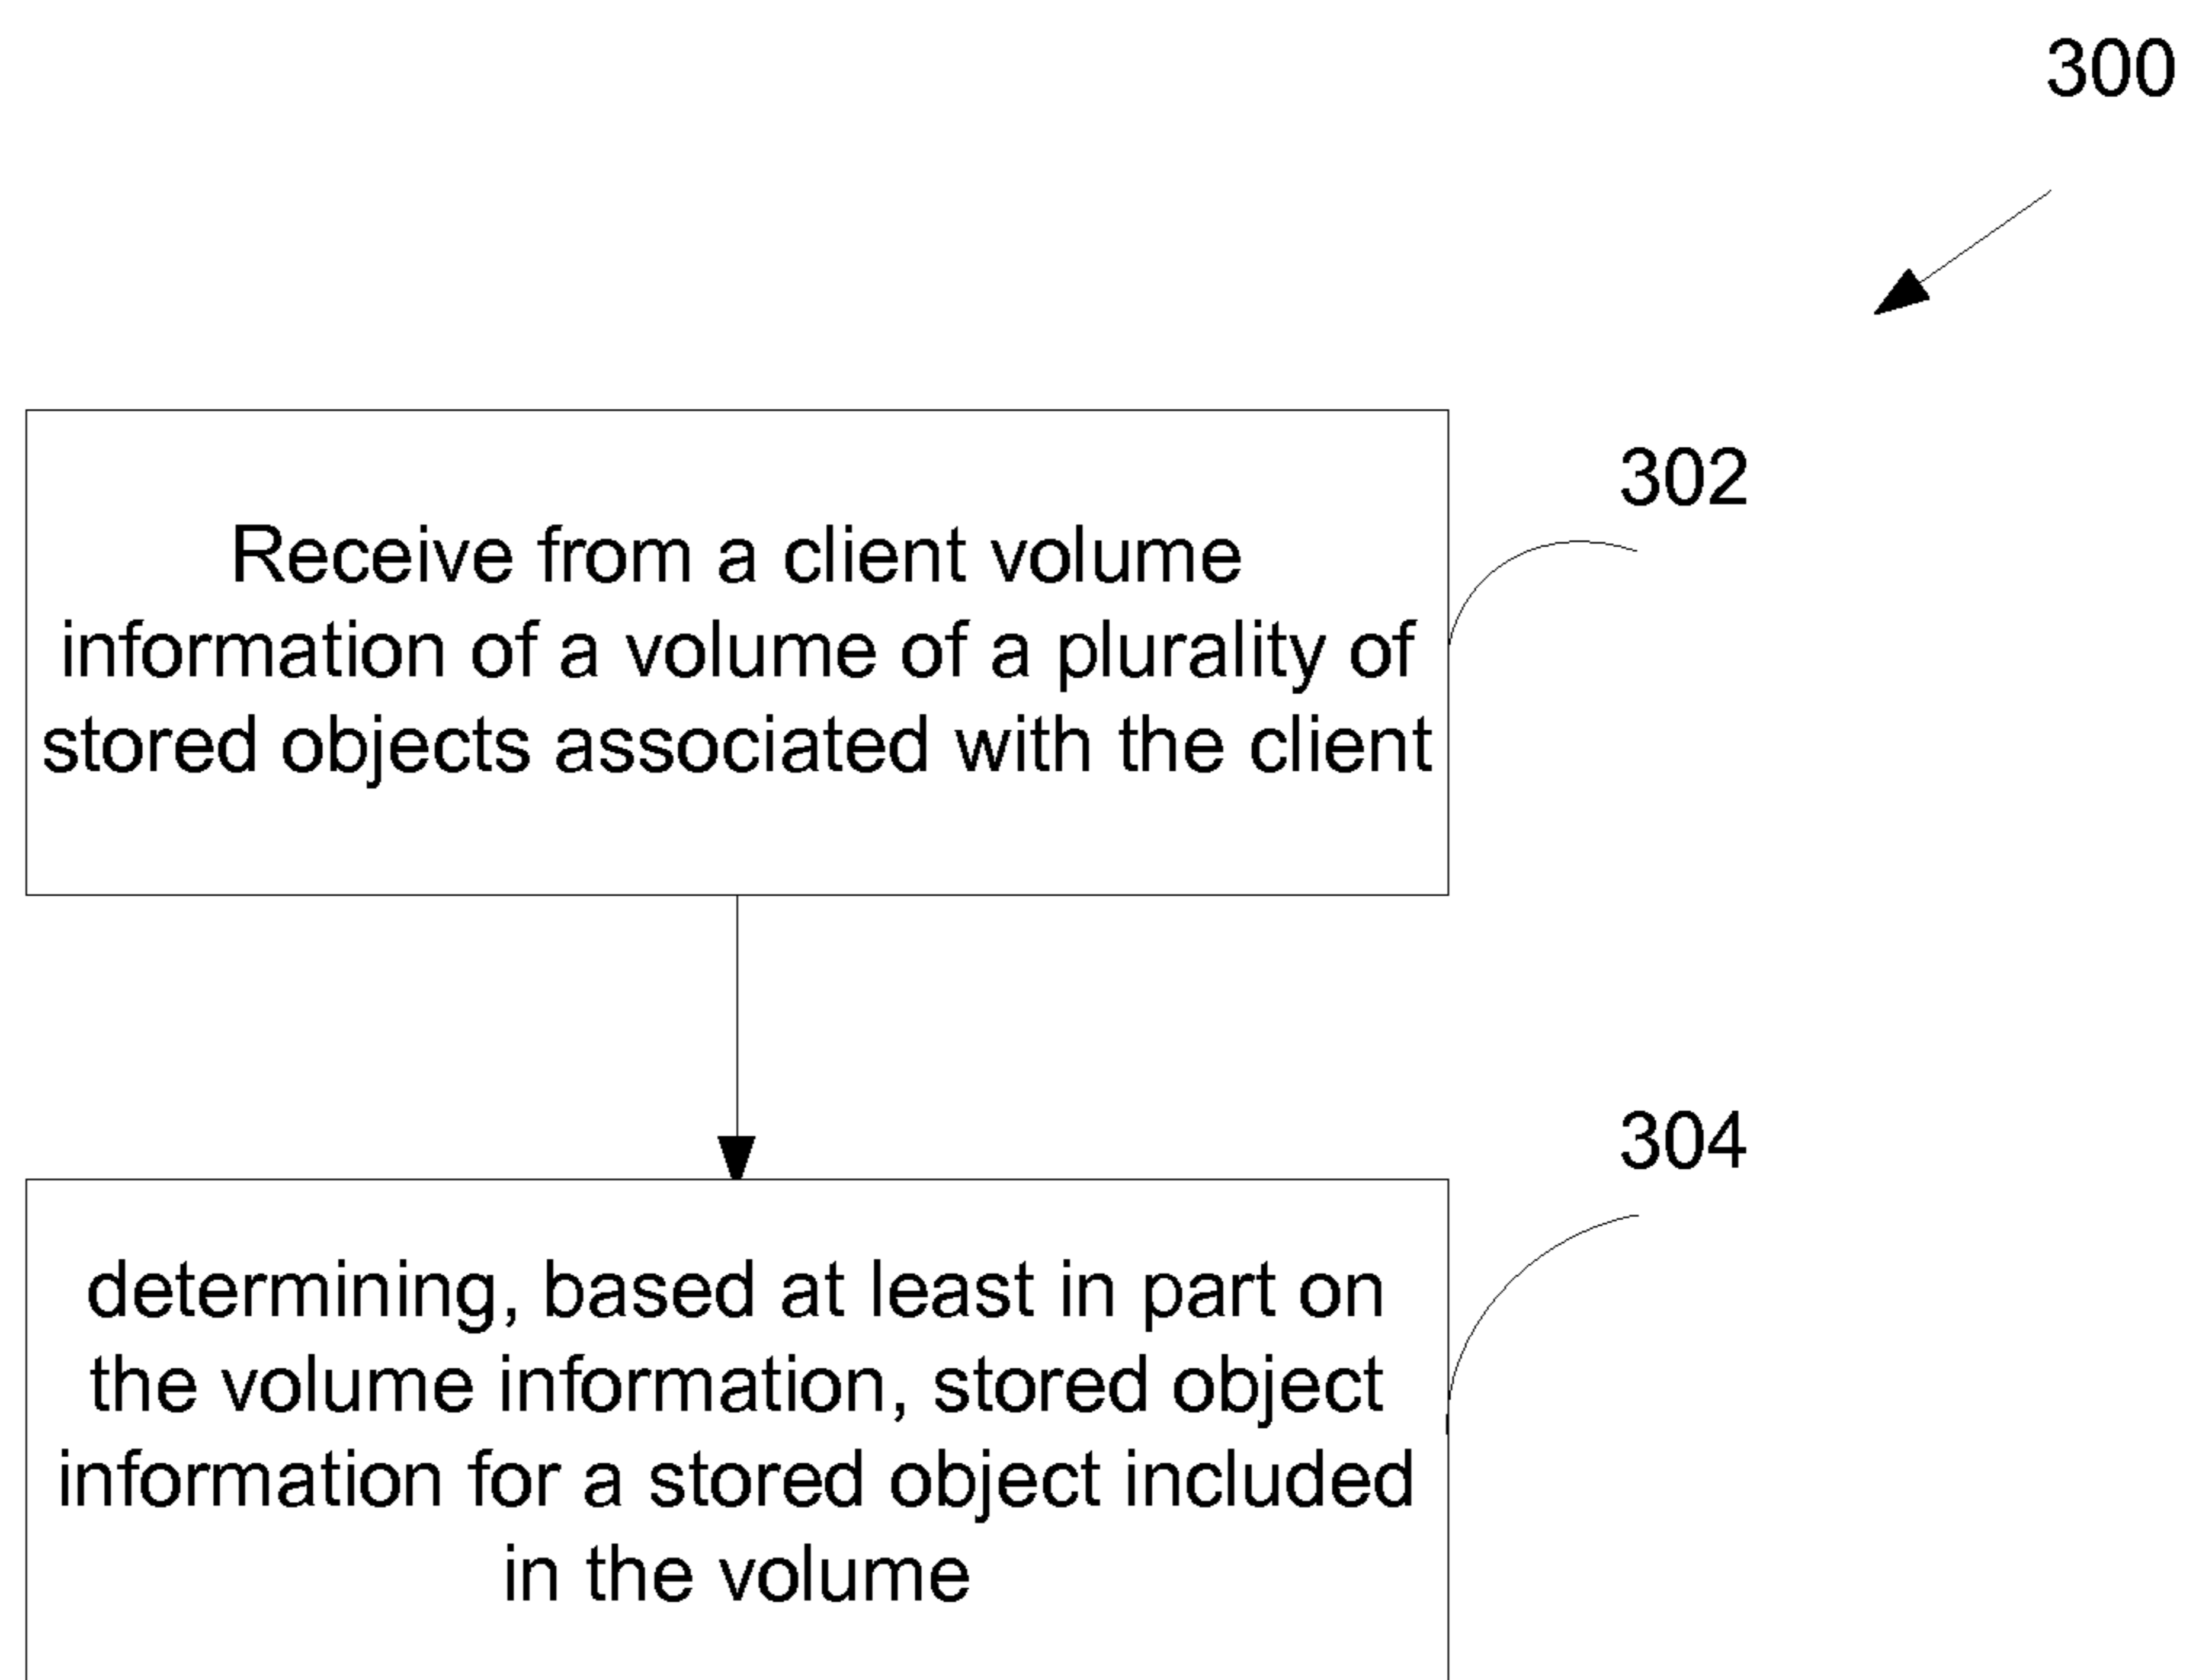 300
302
Receive from a client volume
information of a volume of a plurality of
stored objects associated with the client
304
determining, based at least in part on
the volume information, stored object
information for a stored object included
in the volume